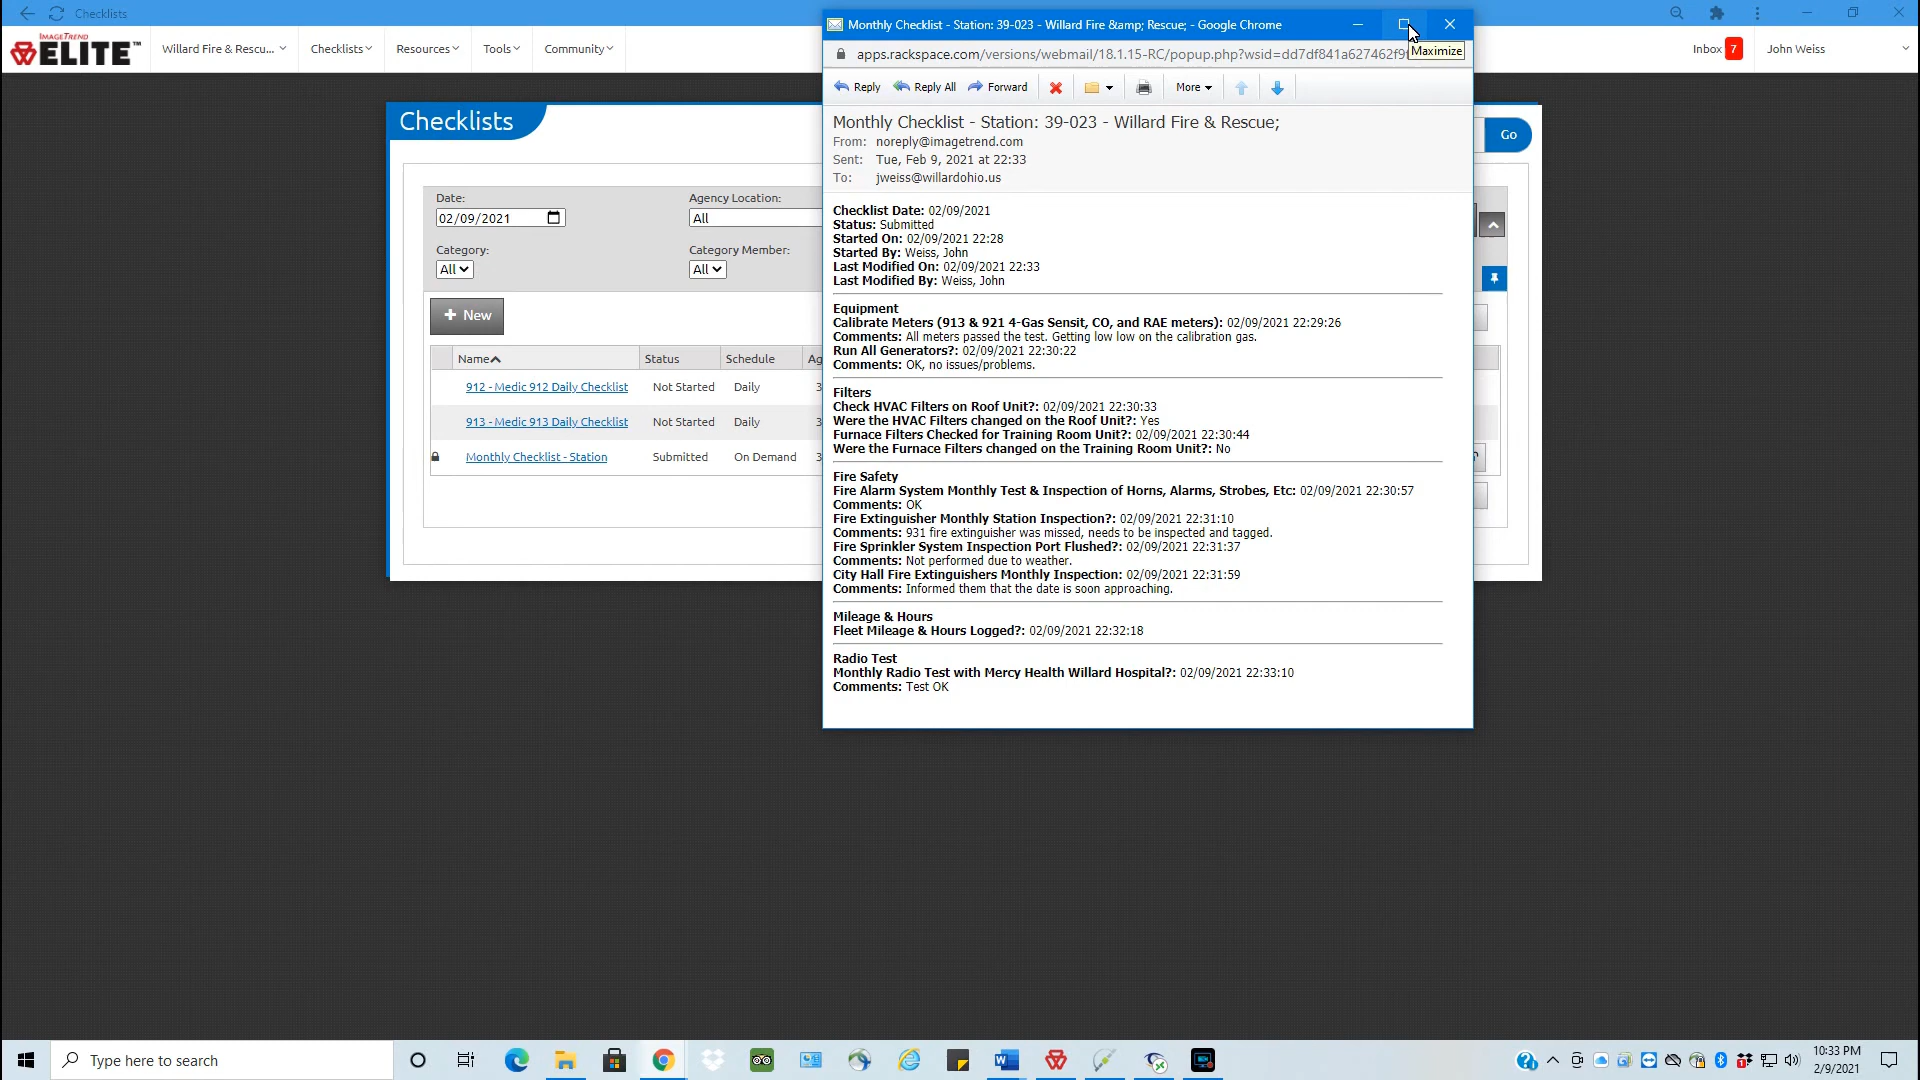 Checklists
IMAGETREND
ELITE™
Willard Fire & Rescu...
Checklists
Resources
Tools
Community
Inbox 7
John Weiss
Checklists
Go
Date:
02/09/2021
Agency Location:
All
Category:
All
Category Member:
All
New
Name
Status
Schedule
Ag
912 - Medic 912 Daily Checklist
Not Started
Daily
3
913 - Medic 913 Daily Checklist
Not Started
Daily
3
Monthly Checklist - Station
Submitted
On Demand
3
Monthly Checklist - Station: 39-023 - Willard Fire &amp; Rescue; - Google Chrome
Maximize
apps.rackspace.com/versions/webmail/18.1.15-RC/popup.php?wsid=dd7df841a627462f9
Reply
Reply All
Forward
More
Monthly Checklist - Station: 39-023 - Willard Fire & Rescue;
From: noreply@imagetrend.com
Sent: Tue, Feb 9, 2021 at 22:33
To: jweiss@willardohio.us
Checklist Date: 02/09/2021
Status: Submitted
Started On: 02/09/2021 22:28
Started By: Weiss, John
Last Modified On: 02/09/2021 22:33
Last Modified By: Weiss, John
Equipment
Calibrate Meters (913 & 921 4-Gas Sensit, CO, and RAE meters): 02/09/2021 22:29:26
Comments: All meters passed the test. Getting low low on the calibration gas.
Run All Generators?: 02/09/2021 22:30:22
Comments: OK, no issues/problems.
Filters
Check HVAC Filters on Roof Unit?: 02/09/2021 22:30:33
Were the HVAC Filters changed on the Roof Unit?: Yes
Furnace Filters Checked for Training Room Unit?: 02/09/2021 22:30:44
Were the Furnace Filters changed on the Training Room Unit?: No
Fire Safety
Fire Alarm System Monthly Test & Inspection of Horns, Alarms, Strobes, Etc: 02/09/2021 22:30:57
Comments: OK
Fire Extinguisher Monthly Station Inspection?: 02/09/2021 22:31:10
Comments: 931 fire extinguisher was missed, needs to be inspected and tagged.
Fire Sprinkler System Inspection Port Flushed?: 02/09/2021 22:31:37
Comments: Not performed due to weather.
City Hall Fire Extinguishers Monthly Inspection: 02/09/2021 22:31:59
Comments: Informed them that the date is soon approaching.
Mileage & Hours
Fleet Mileage & Hours Logged?: 02/09/2021 22:32:18
Radio Test
Monthly Radio Test with Mercy Health Willard Hospital?: 02/09/2021 22:33:10
Comments: Test OK
Type here to search
10:33 PM
2/9/2021